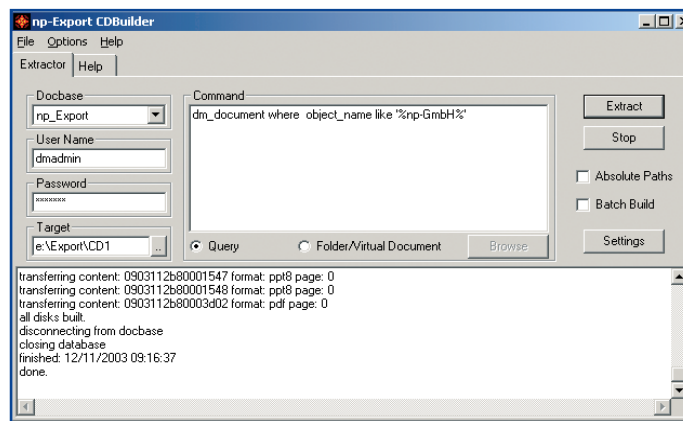 np-Export CDBuilder
File Options Help
Extractor Help
Docbase
np_Export
User Name
dmadmin
Password
xxxxxxx
Target
e:\Export\CD1 ..
Command
dm_document where object_name like '%np-GmbH%'
Query Folder/Virtual Document Browse
Extract
Stop
Absolute Paths
Batch Build
Settings
transferring content: 0903112b80001547 format: ppt8 page: 0
transferring content: 0903112b80001548 format: ppt8 page: 0
transferring content: 0903112b80003d02 format: pdf page: 0
all disks built.
disconnecting from docbase
closing database
finished: 12/11/2003 09:16:37
done.